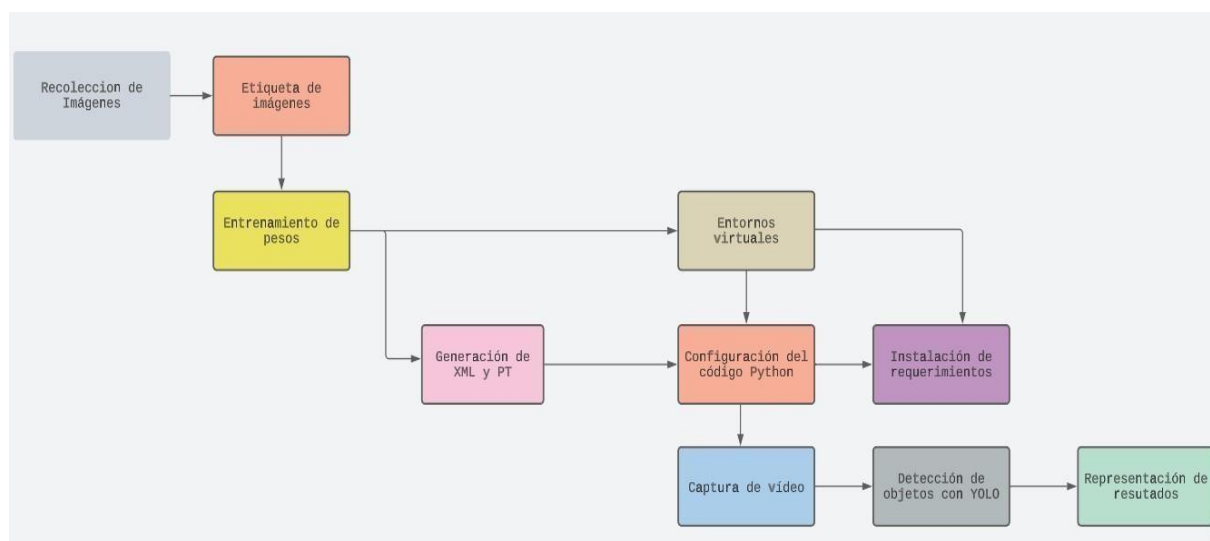 Recoleccion de
Imágenes
Etiqueta de
imágenes
Entrenamiento de
pesos
Entornos
virtuales
Generación de
XML y PT
Configuración del
código Python
Instalación de
requerimientos
Captura de vídeo
Detección de
objetos con YOLO
Representación de
resutados